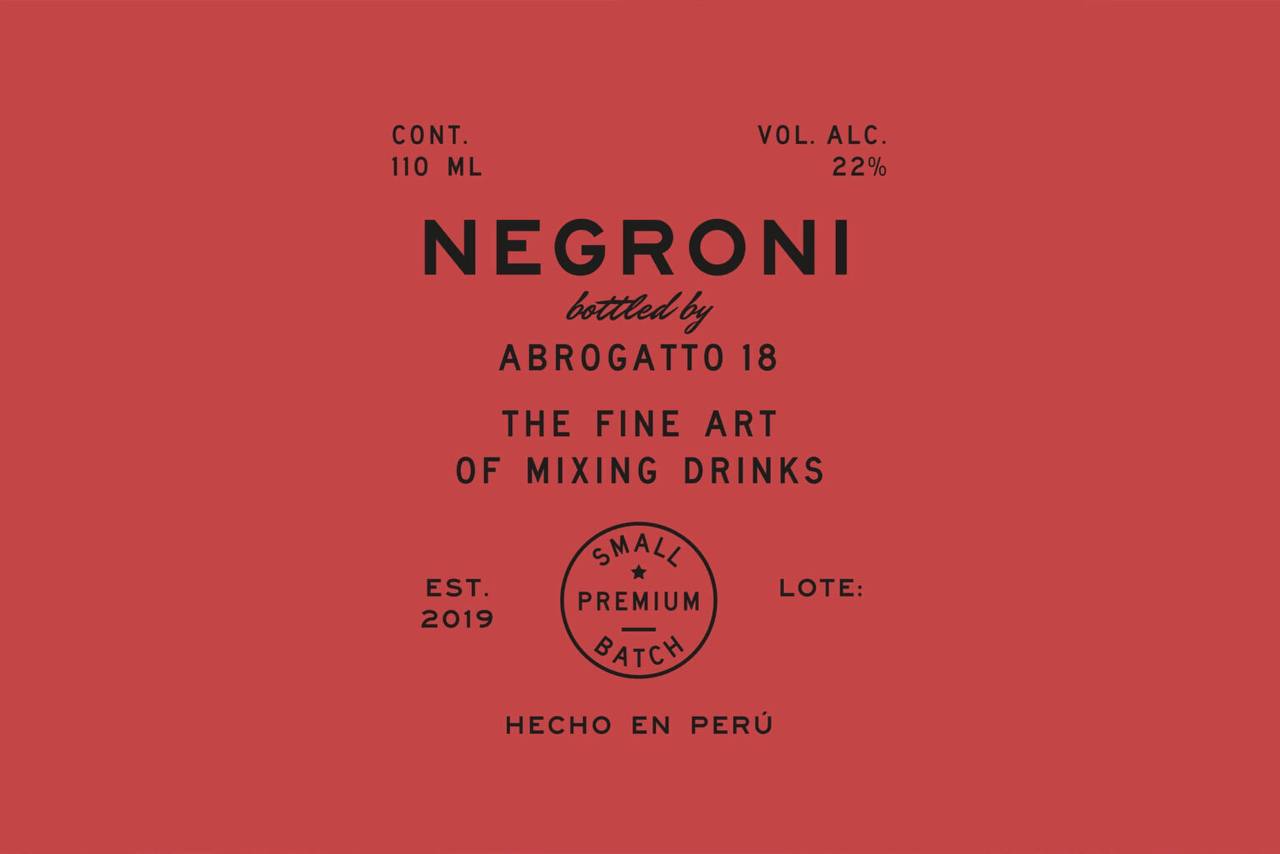 CONT.
110 ML
VOL. ALC.
22%
NEGRONI
bottled by
ABROGATTO 18
THE FINE ART
OF MIXING DRINKS
EST.
2019
SMALL
PREMIUM
BATCH
LOTE:
HECHO EN PERÚ